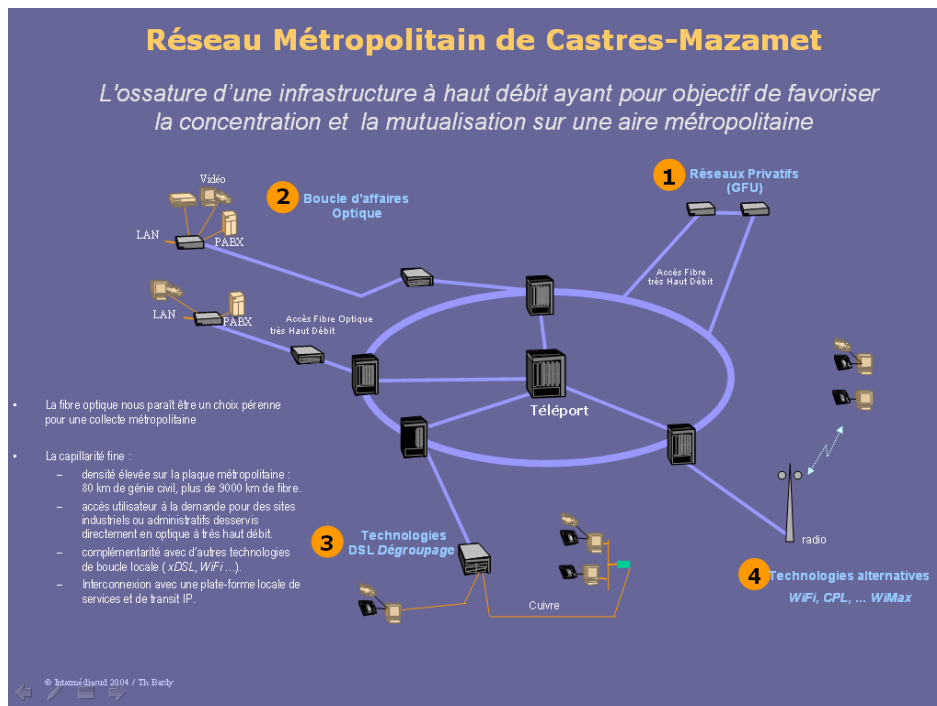 Réseau Métropolitain de Castres-Mazamet
L'ossature d'une infrastructure à haut débit ayant pour objectif de favoriser
la concentration et la mutualisation sur une aire métropolitaine
1
Réseaux Privatifs
(GFU)
2
Boucle d'affaires
Optique
Vidéo
LAN
PABX
Accès Fibre
très Haut Débit
LAN
PABX
Accès Fibre Optique
très Haut Débit
Téléport
• La fibre optique nous paraît être un choix pérenne
pour une collecte métropolitaine
• La capillarité fine :
– densité élevée sur la plaque métropolitaine :
80 km de génie civil, plus de 9000 km de fibre.
– accès utilisateur à la demande pour des sites
industriels ou administratifs desservis
directement en optique à très haut débit.
– complémentarité avec d'autres technologies
de boucle locale ( xDSL, WiFi ...).
– Interconnexion avec une plate-forme locale de
services et de transit IP.
3
Technologies
DSL Dégroupage
Cuivre
radio
4
Technologies alternatives
WiFi, CPL, ... WiMax
© Intermédiasud 2004 / Th Bardy